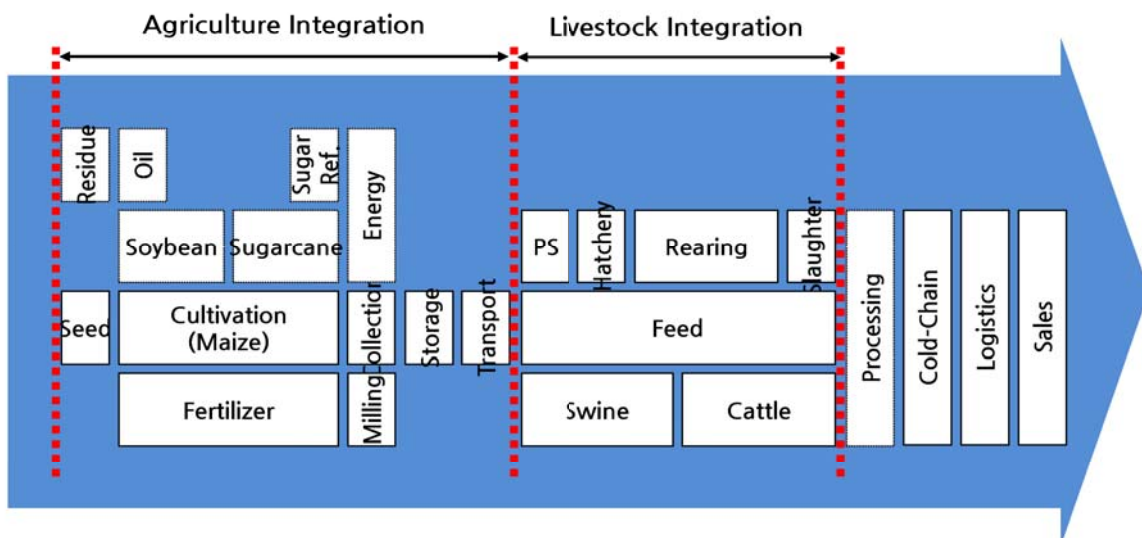 Agriculture Integration
Livestock Integration
Residue
Oil
Sugar
Ref.
Energy
Soybean
Sugarcane
PS
Hatchery
Rearing
Slaughter
Seed
Cultivation
(Maize)
Collection
Storage
Transport
Feed
Processing
Cold-Chain
Logistics
Sales
Fertilizer
Milling
Swine
Cattle